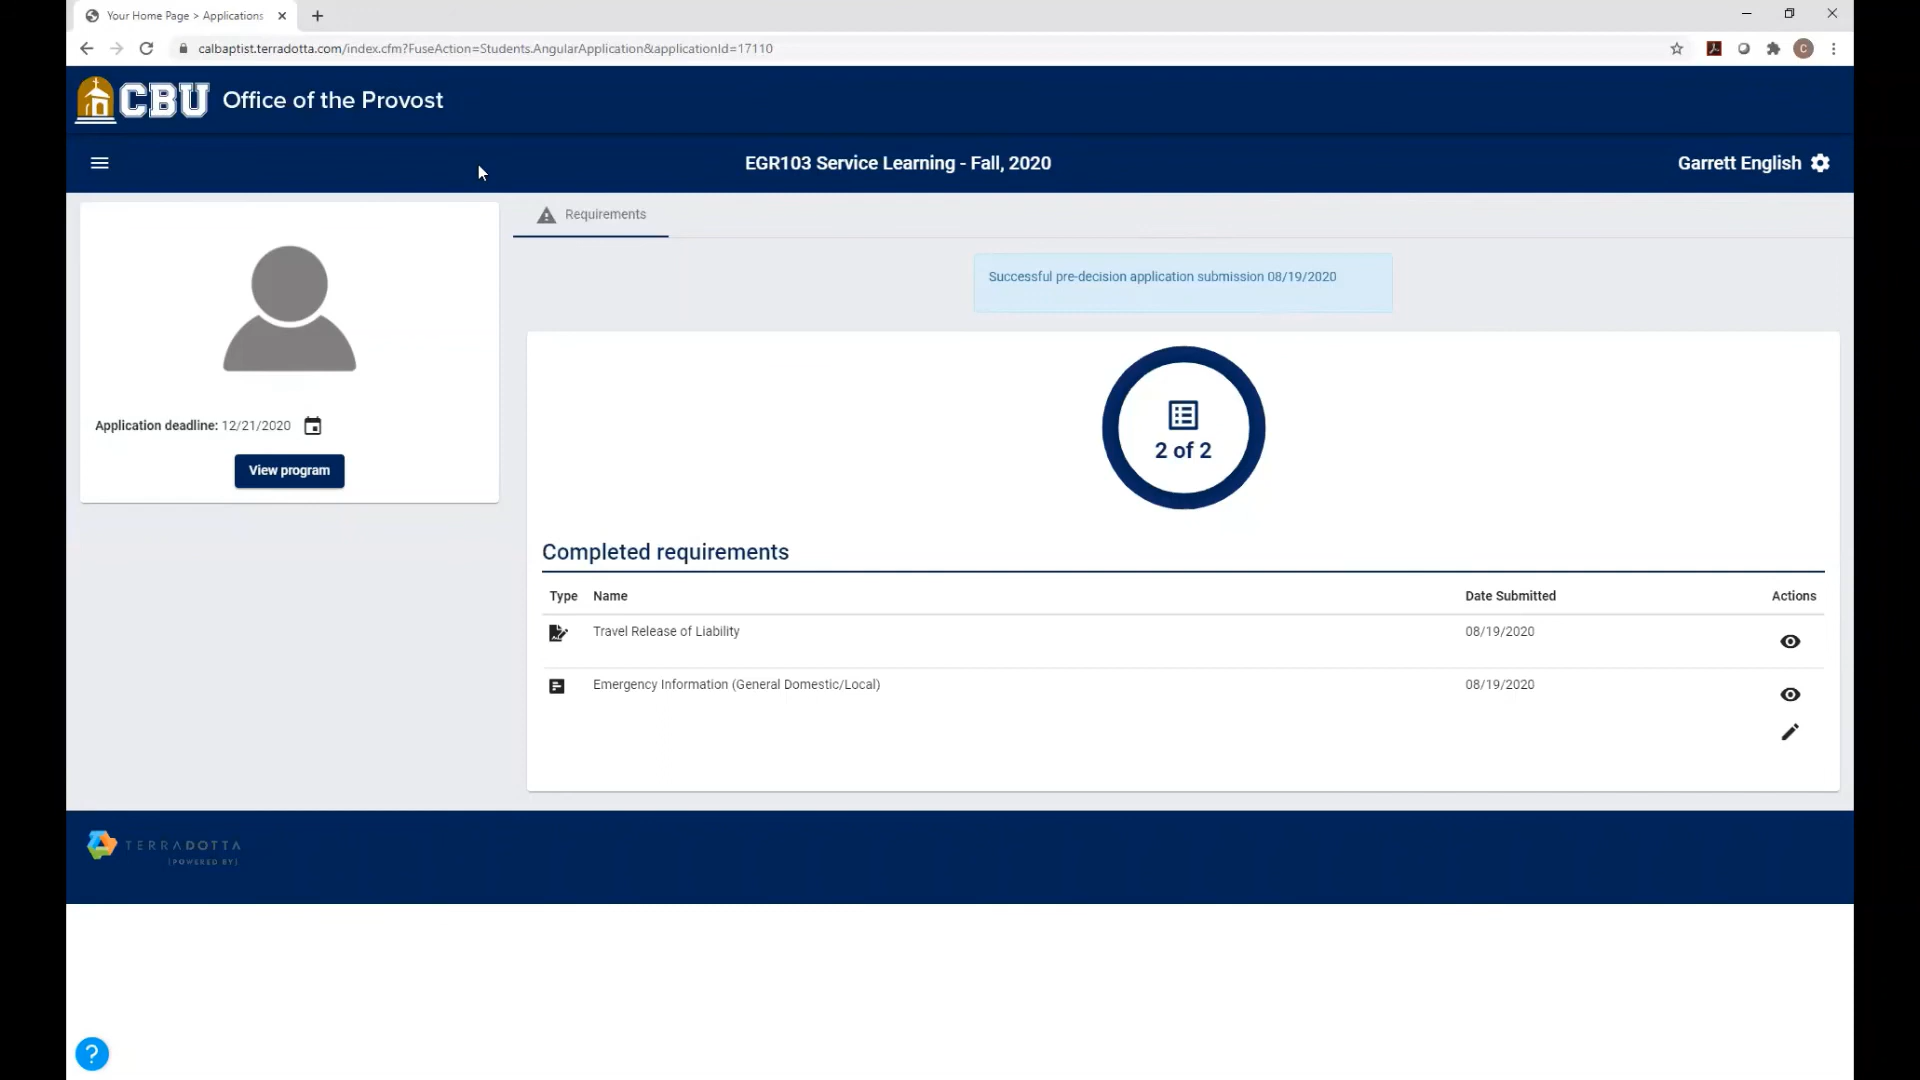 Your Home Page > Applications
calbaptist.terradotta.com/index.cfm?FuseAction=Students.AngularApplication&applicationId=17110
C
CBU Office of the Provost
EGR103 Service Learning - Fall, 2020
Garrett English
Requirements
Successful pre-decision application submission 08/19/2020
Application deadline: 12/21/2020
View program
2 of 2
Completed requirements
Type Name Date Submitted Actions
Travel Release of Liability 08/19/2020
Emergency Information (General Domestic/Local) 08/19/2020
TERRADOTTA
|POWERED BY|
?